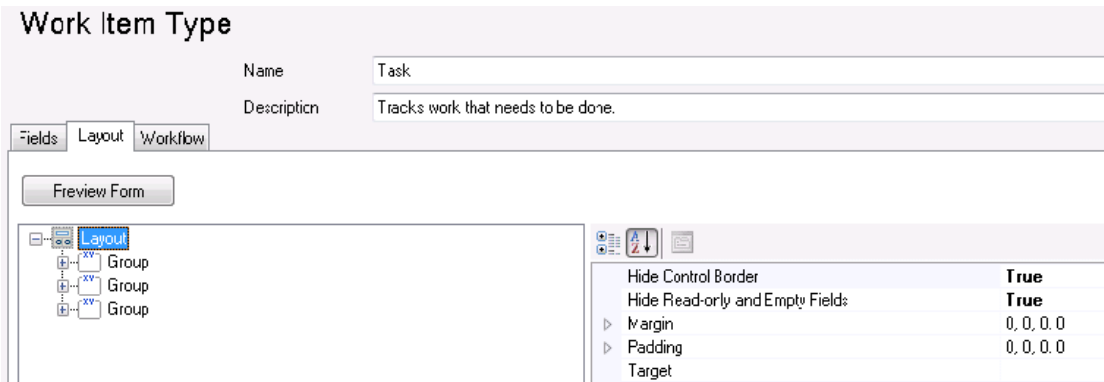 Work Item Type
Name Task
Description Tracks work that needs to be done.
Fields Layout Workflow
Preview Form
Layout
Group
Group
Group
Hide Control Border True
Hide Read-only and Empty Fields True
Margin 0, 0, 0, 0
Padding 0, 0, 0, 0
Target